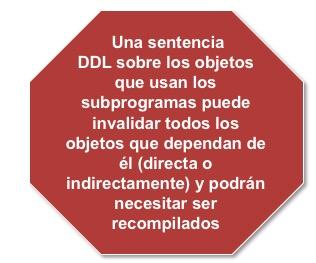 Una sentencia
DDL sobre los objetos
que usan los
subprogramas puede
invalidar todos los
objetos que dependan de
él (directa o
indirectamente) y podrán
necesitar ser
recompilados